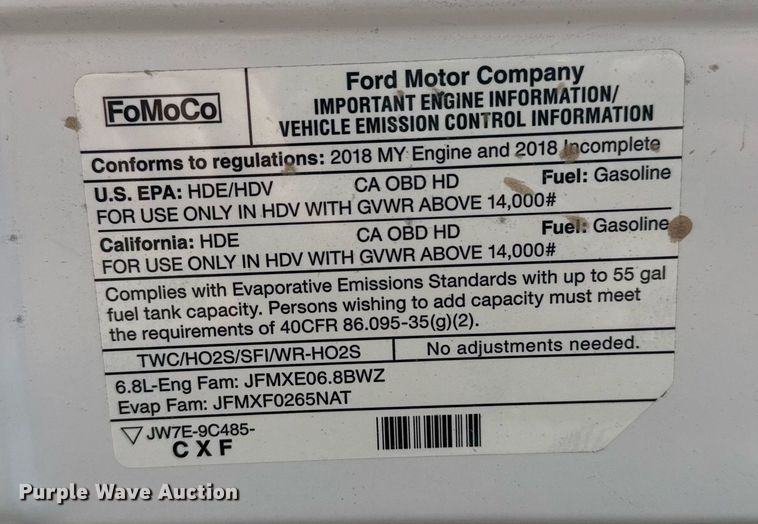 FoMoCo
Ford Motor Company
IMPORTANT ENGINE INFORMATION/
VEHICLE EMISSION CONTROL INFORMATION
Conforms to regulations: 2018 MY Engine and 2018 Incomplete
U.S. EPA: HDE/HDV CA OBD HD Fuel: Gasoline
FOR USE ONLY IN HDV WITH GVWR ABOVE 14,000#
California: HDE CA OBD HD Fuel: Gasoline
FOR USE ONLY IN HDV WITH GVWR ABOVE 14,000#
Complies with Evaporative Emissions Standards with up to 55 gal
fuel tank capacity. Persons wishing to add capacity must meet
the requirements of 40CFR 86.095-35(g)(2).
TWC/HO2S/SFI/WR-HO2S No adjustments needed.
6.8L-Eng Fam: JFMXE06.8BWZ
Evap Fam: JFMXF0265NAT
JW7E-9C485-
C X F
Purple Wave Auction